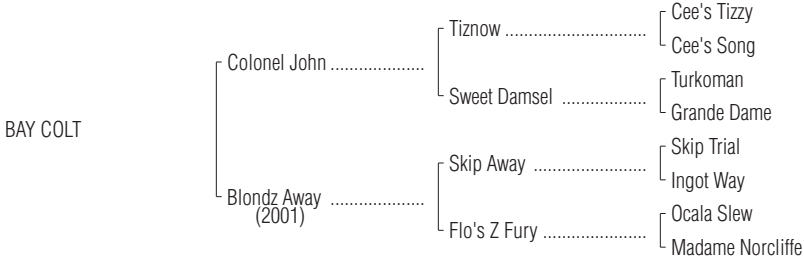 Cee's Tizzy
Tiznow ..............................
Cee's Song
Colonel John ....................
Turkoman
Sweet Damsel ..................
Grande Dame
BAY COLT
Skip Trial
Skip Away ........................
Ingot Way
Blondz Away ....................
(2001)
Ocala Slew
Flo's Z Fury ......................
Madame Norcliffe